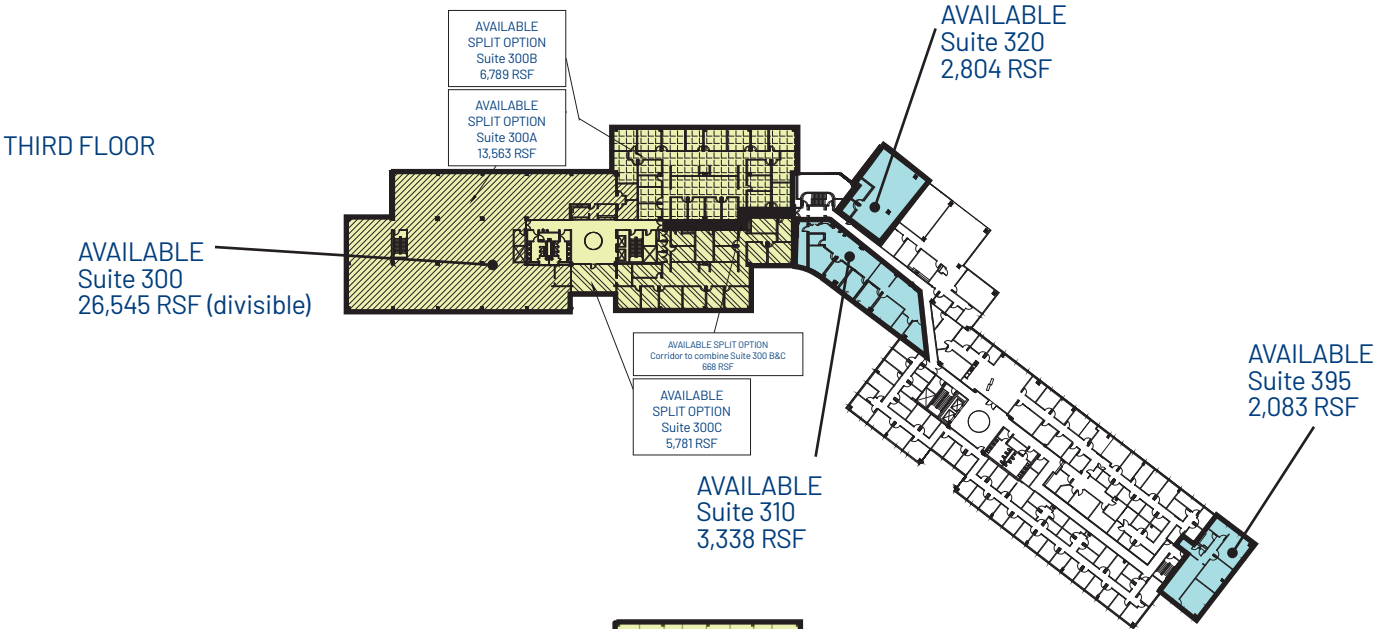 THIRD FLOOR
AVAILABLE
SPLIT OPTION
Suite 300B
6,789 RSF
AVAILABLE
SPLIT OPTION
Suite 300A
13,563 RSF
AVAILABLE
Suite 320
2,804 RSF
AVAILABLE
Suite 300
26,545 RSF (divisible)
AVAILABLE SPLIT OPTION
Corridor to combine Suite 300 B&C
668 RSF
AVAILABLE
SPLIT OPTION
Suite 300C
5,781 RSF
AVAILABLE
Suite 310
3,338 RSF
AVAILABLE
Suite 395
2,083 RSF